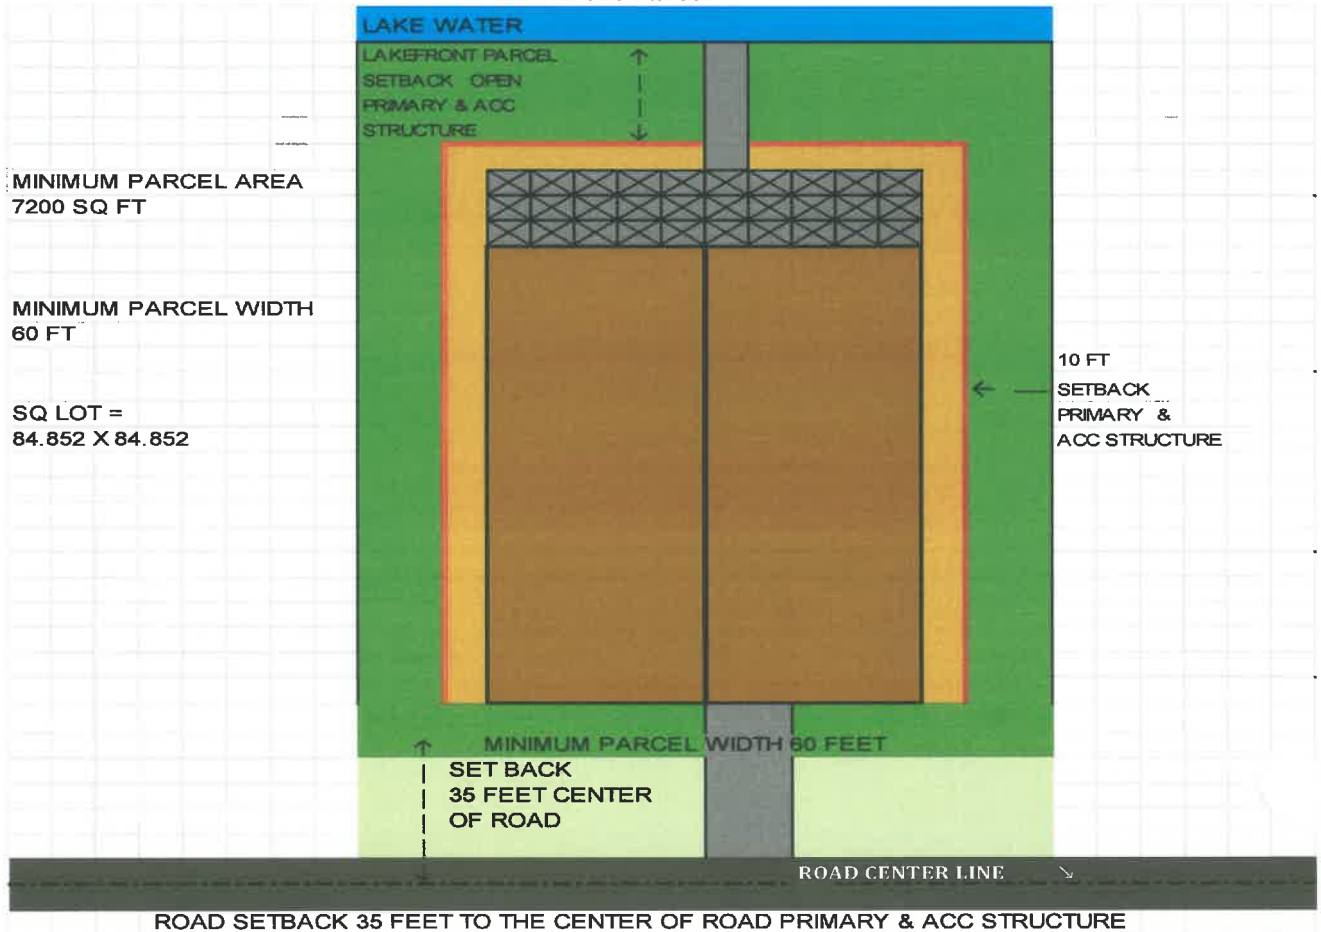 LAKE WATER
LAKEFRONT PARCEL
SETBACK OPEN
PRIMARY & ACC
STRUCTURE
MINIMUM PARCEL AREA
7200 SQ FT
MINIMUM PARCEL WIDTH
60 FT
SQ LOT =
84.852 X 84.852
10 FT
SETBACK
PRIMARY &
ACC STRUCTURE
MINIMUM PARCEL WIDTH 60 FEET
SET BACK
35 FEET CENTER
OF ROAD
ROAD CENTER LINE
ROAD SETBACK 35 FEET TO THE CENTER OF ROAD PRIMARY & ACC STRUCTURE